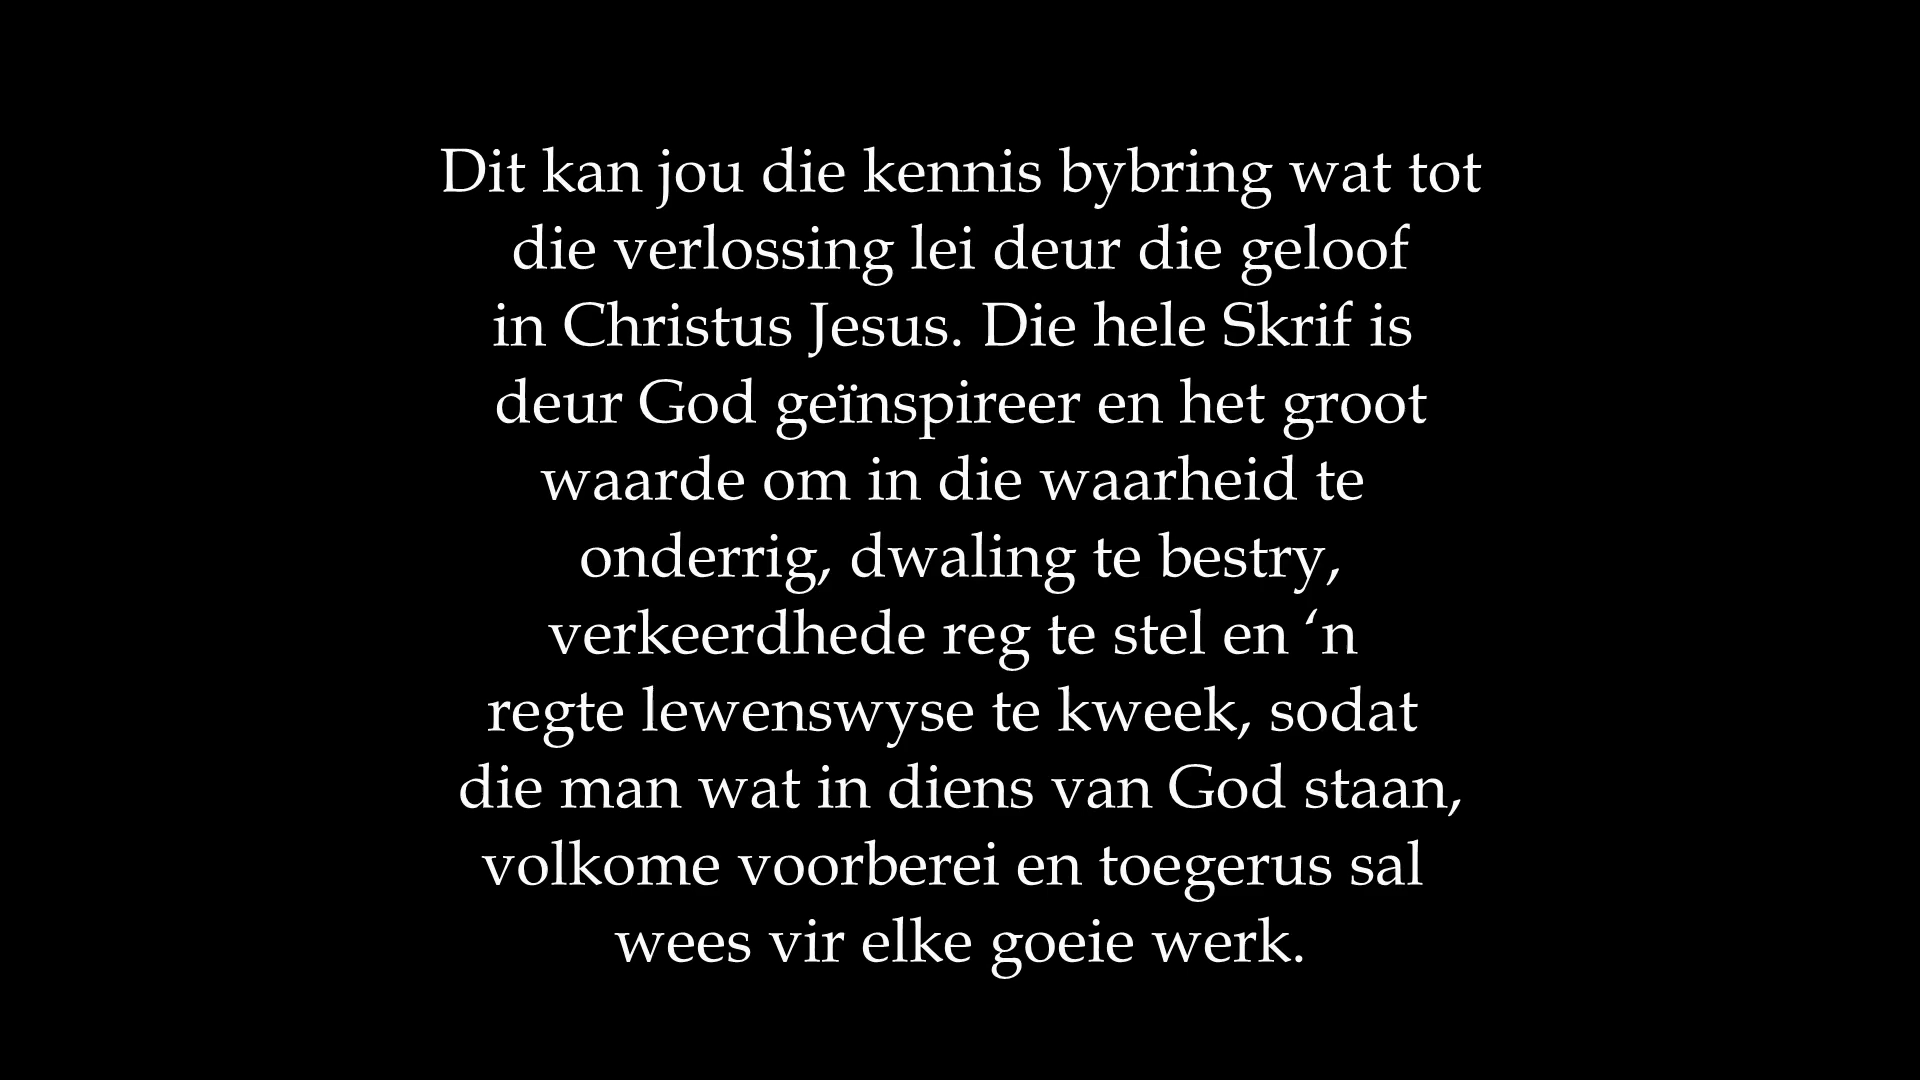 Dit kan jou die kennis bybring wat tot
die verlossing lei deur die geloof
in Christus Jesus. Die hele Skrif is
deur God geïnspireer en het groot
waarde om in die waarheid te
onderrig, dwaling te bestry,
verkeerdhede reg te stel en ‘n
regte lewenswyse te kweek, sodat
die man wat in diens van God staan,
volkome voorberei en toegerus sal
wees vir elke goeie werk.